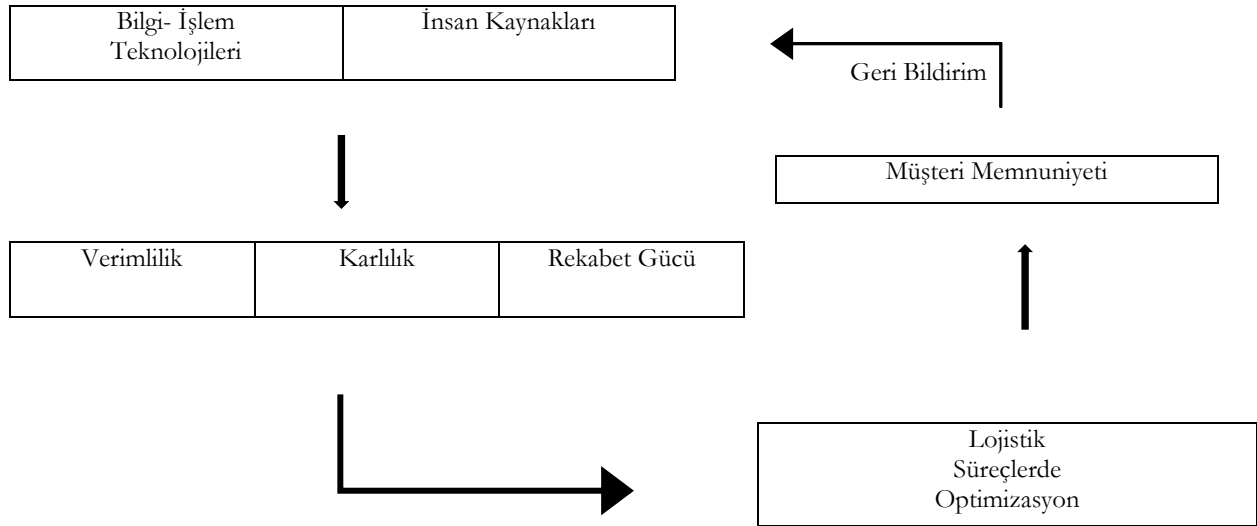 Bilgi- İşlem
Teknolojileri
İnsan Kaynakları
Geri Bildirim
Müşteri Memnuniyeti
Verimlilik
Karlılık
Rekabet Gücü
Lojistik
Süreçlerde
Optimizasyon